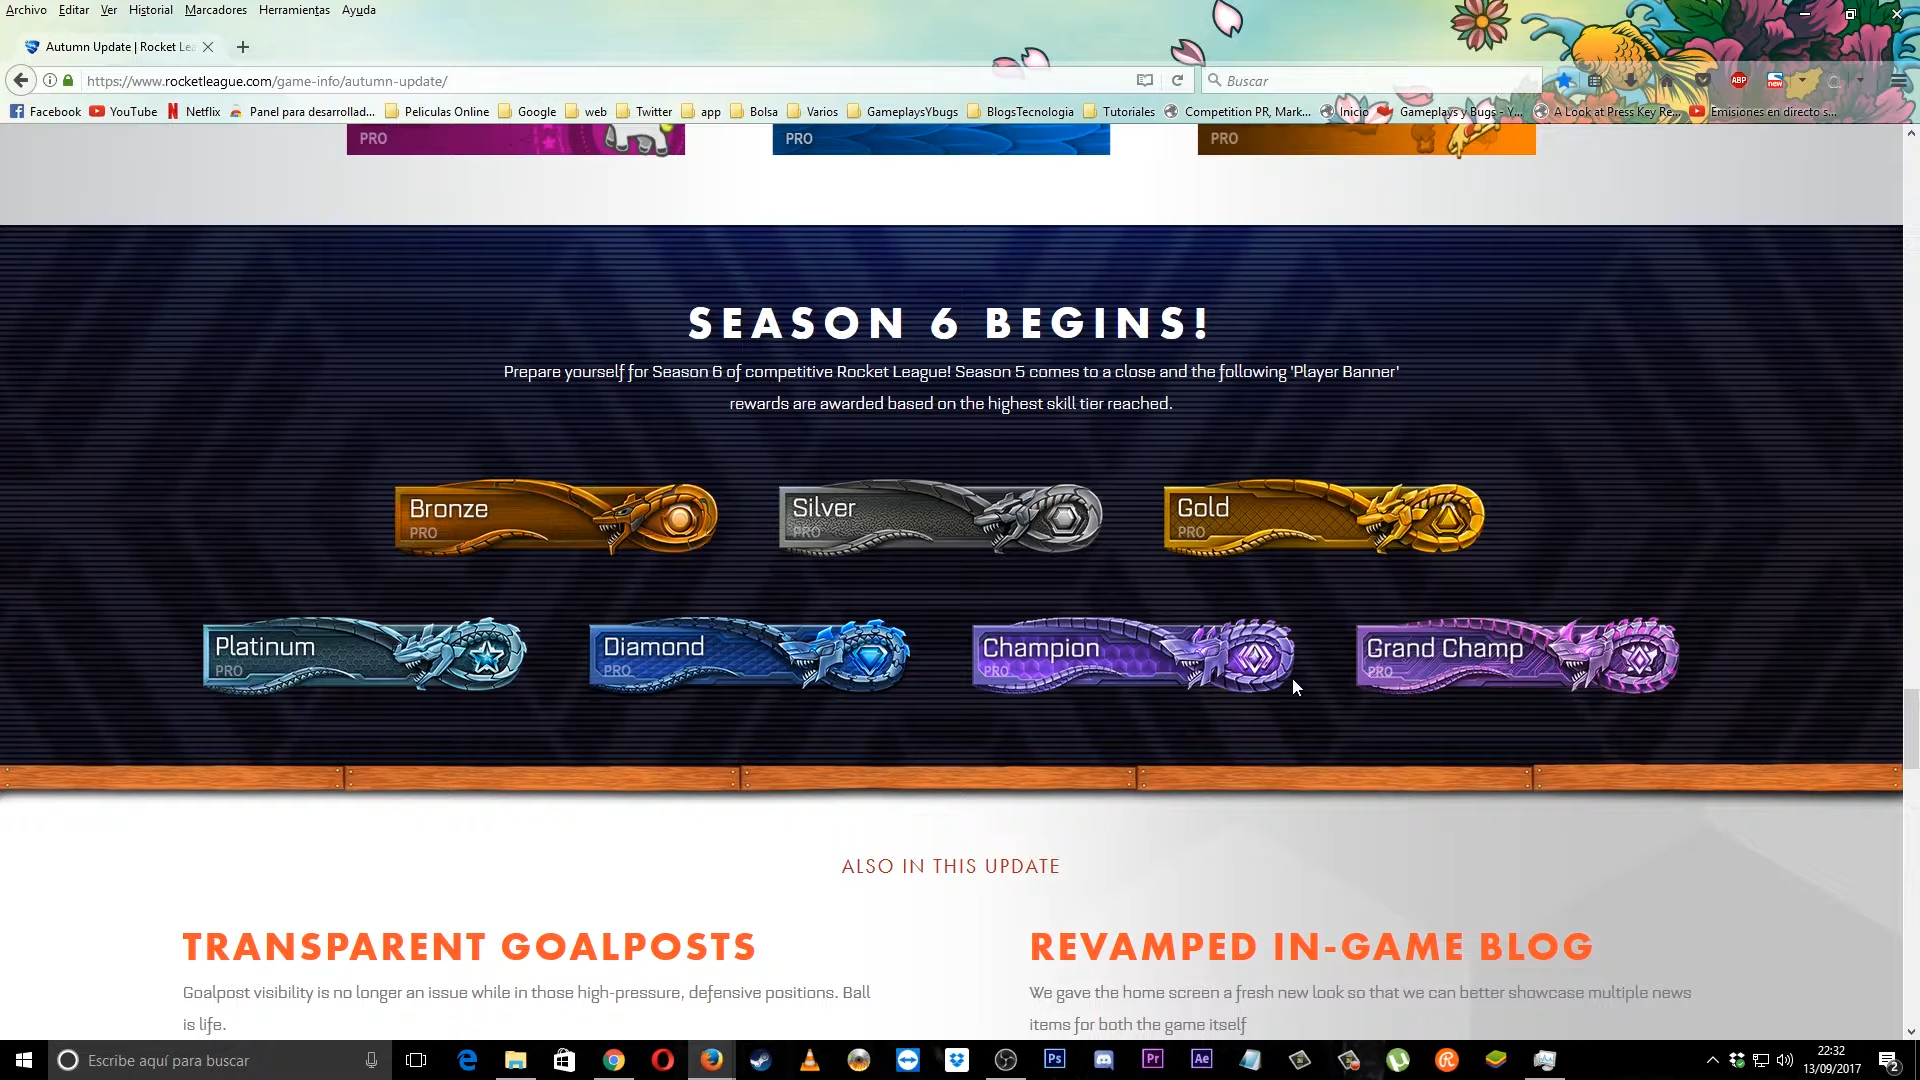 Archivo Editar Ver Historial Marcadores Herramientas Ayuda
Autumn Update | Rocket Lea
https://www.rocketleague.com/game-info/autumn-update/
Buscar
ABP
new
Facebook YouTube Netflix Panel para desarrollad... Peliculas Online Google web Twitter app Bolsa Varios GameplaysYbugs BlogsTecnologia Tutoriales Competition PR, Mark... Inicio Gameplays y Bugs - Y... A Look at Press Key Re... Emisiones en directo s...
PRO PRO PRO
SEASON 6 BEGINS!
Prepare yourself for Season 6 of competitive Rocket League! Season 5 comes to a close and the following 'Player Banner'
rewards are awarded based on the highest skill tier reached.
Bronze Silver Gold
PRO PRO PRO
Platinum Diamond Champion Grand Champ
PRO PRO PRO PRO
ALSO IN THIS UPDATE
TRANSPARENT GOALPOSTS REVAMPED IN-GAME BLOG
Goalpost visibility is no longer an issue while in those high-pressure, defensive positions. Ball
is life.
We gave the home screen a fresh new look so that we can better showcase multiple news
items for both the game itself
Escribe aquí para buscar
Ps
Pr
Ae
22:32
13/09/2017
2